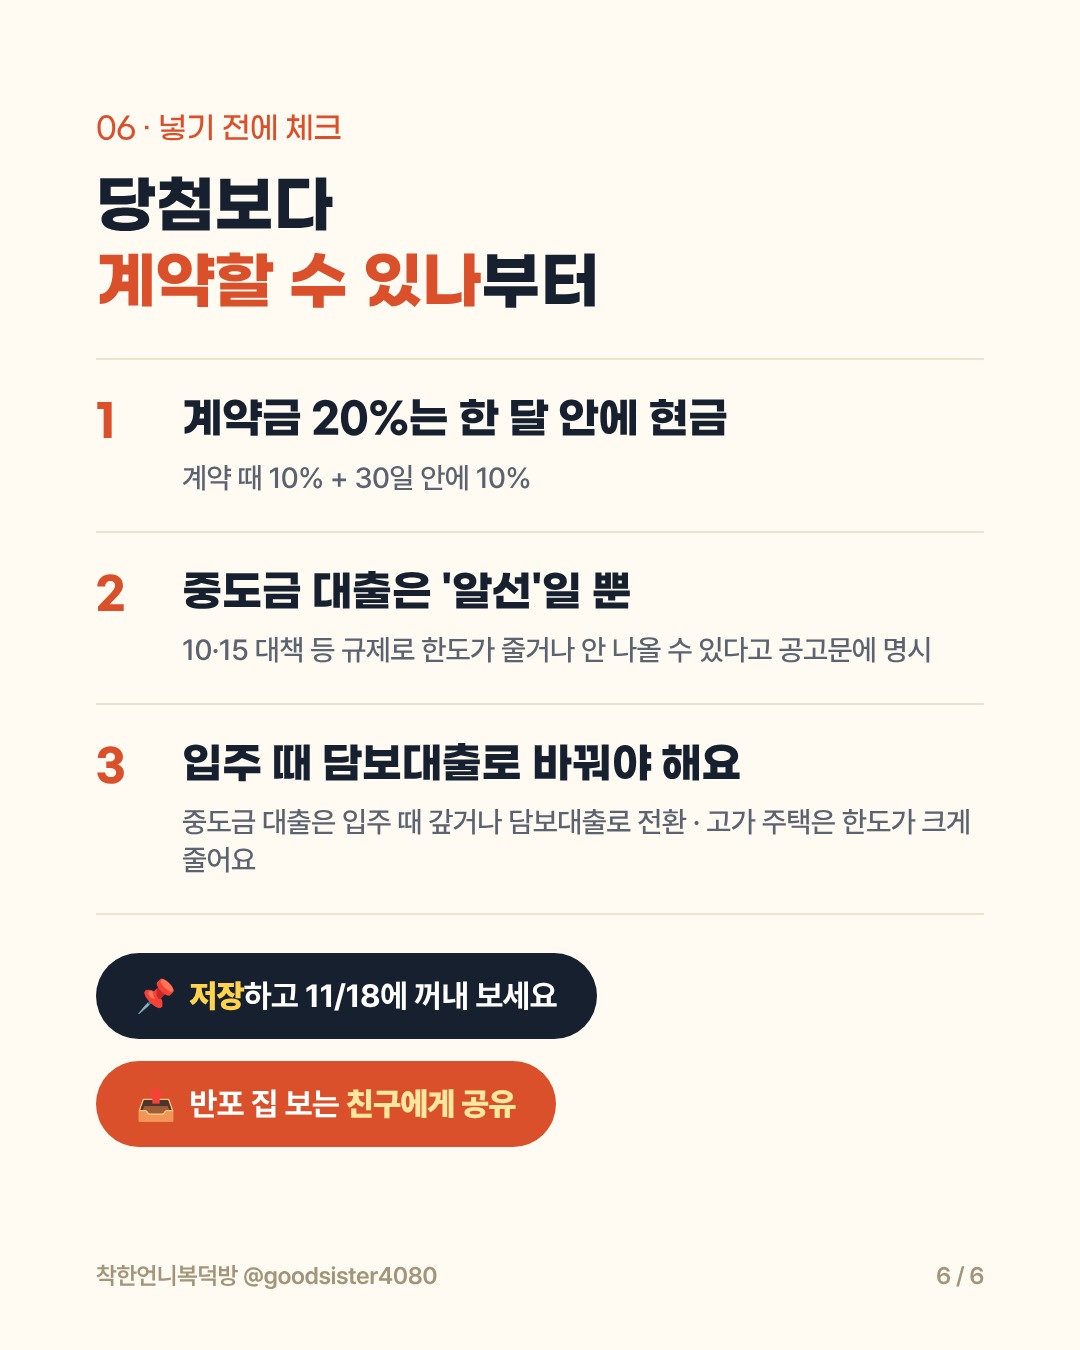 06 · 넣기 전에 체크
당첨보다
계약할 수 있나부터
1 계약금 20%는 한 달 안에 현금
계약 때 10% + 30일 안에 10%
2 중도금 대출은 '알선'일 뿐
10·15 대책 등 규제로 한도가 줄거나 안 나올 수 있다고 공고문에 명시
3 입주 때 담보대출로 바꿔야 해요
중도금 대출은 입주 때 갚거나 담보대출로 전환 · 고가 주택은 한도가 크게
줄어요
📌 저장하고 11/18에 꺼내 보세요
📤 반포 집 보는 친구에게 공유
착한언니복덕방 @goodsister4080
6 / 6